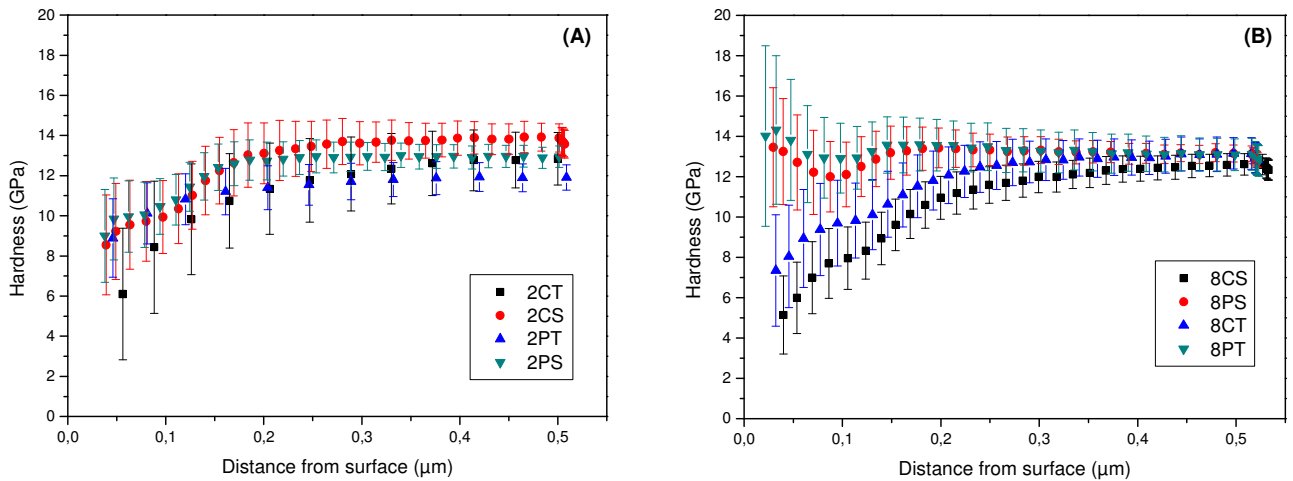 (A)
Hardness (GPa)
20
18
16
14
12
10
8
6
4
2
0
0,0
0,1
0,2
0,3
0,4
0,5
Distance from surface (µm)
2CT
2CS
2PT
2PS
(B)
Hardness (GPa)
20
18
16
14
12
10
8
6
4
2
0
0,0
0,1
0,2
0,3
0,4
0,5
Distance from surface (µm)
8CS
8PS
8CT
8PT